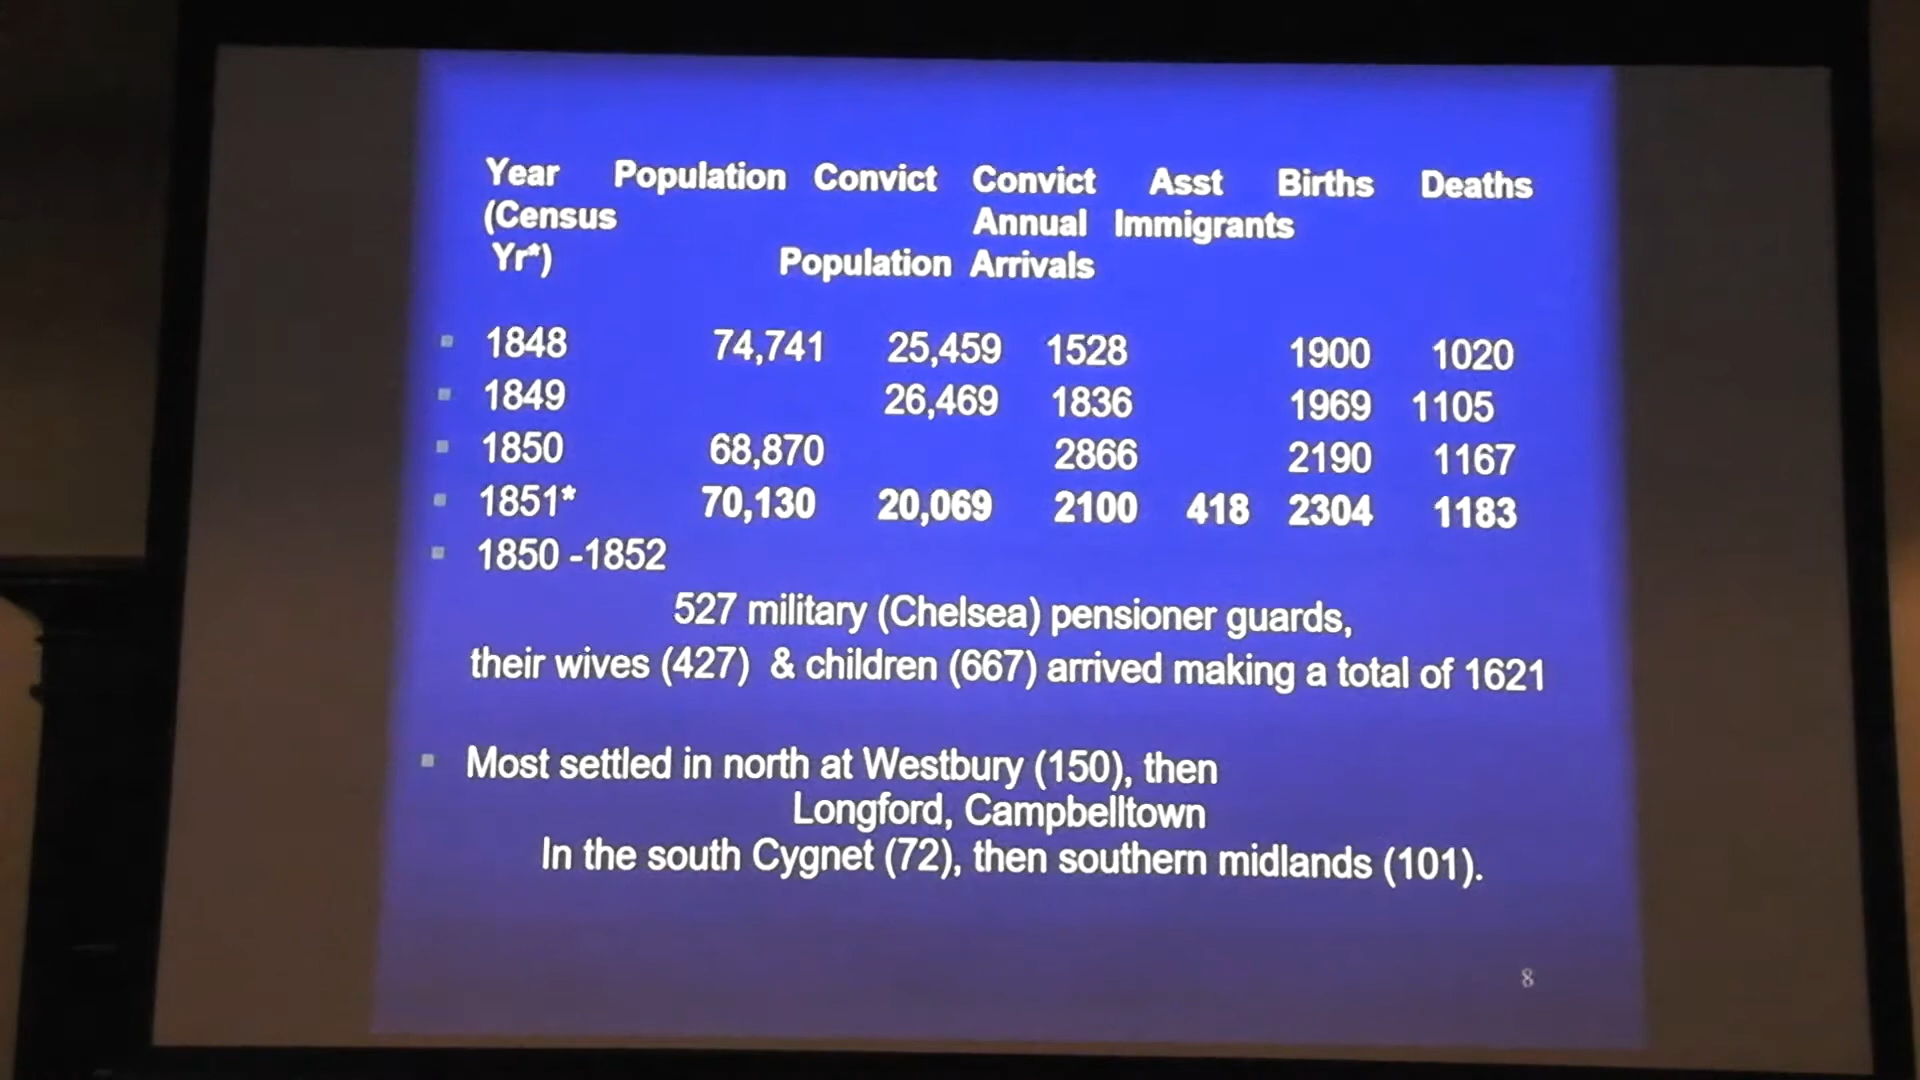 Year Population Convict Convict Asst Births Deaths
(Census Annual Immigrants
Yr*) Population Arrivals
1848 74,741 25,459 1528 1900 1020
1849 26,469 1836 1969 1105
1850 68,870 2866 2190 1167
1851* 70,130 20,069 2100 418 2304 1183
1850 -1852
527 military (Chelsea) pensioner guards,
their wives (427) & children (667) arrived making a total of 1621
Most settled in north at Westbury (150), then
Longford, Campbelltown
In the south Cygnet (72), then southern midlands (101).
8